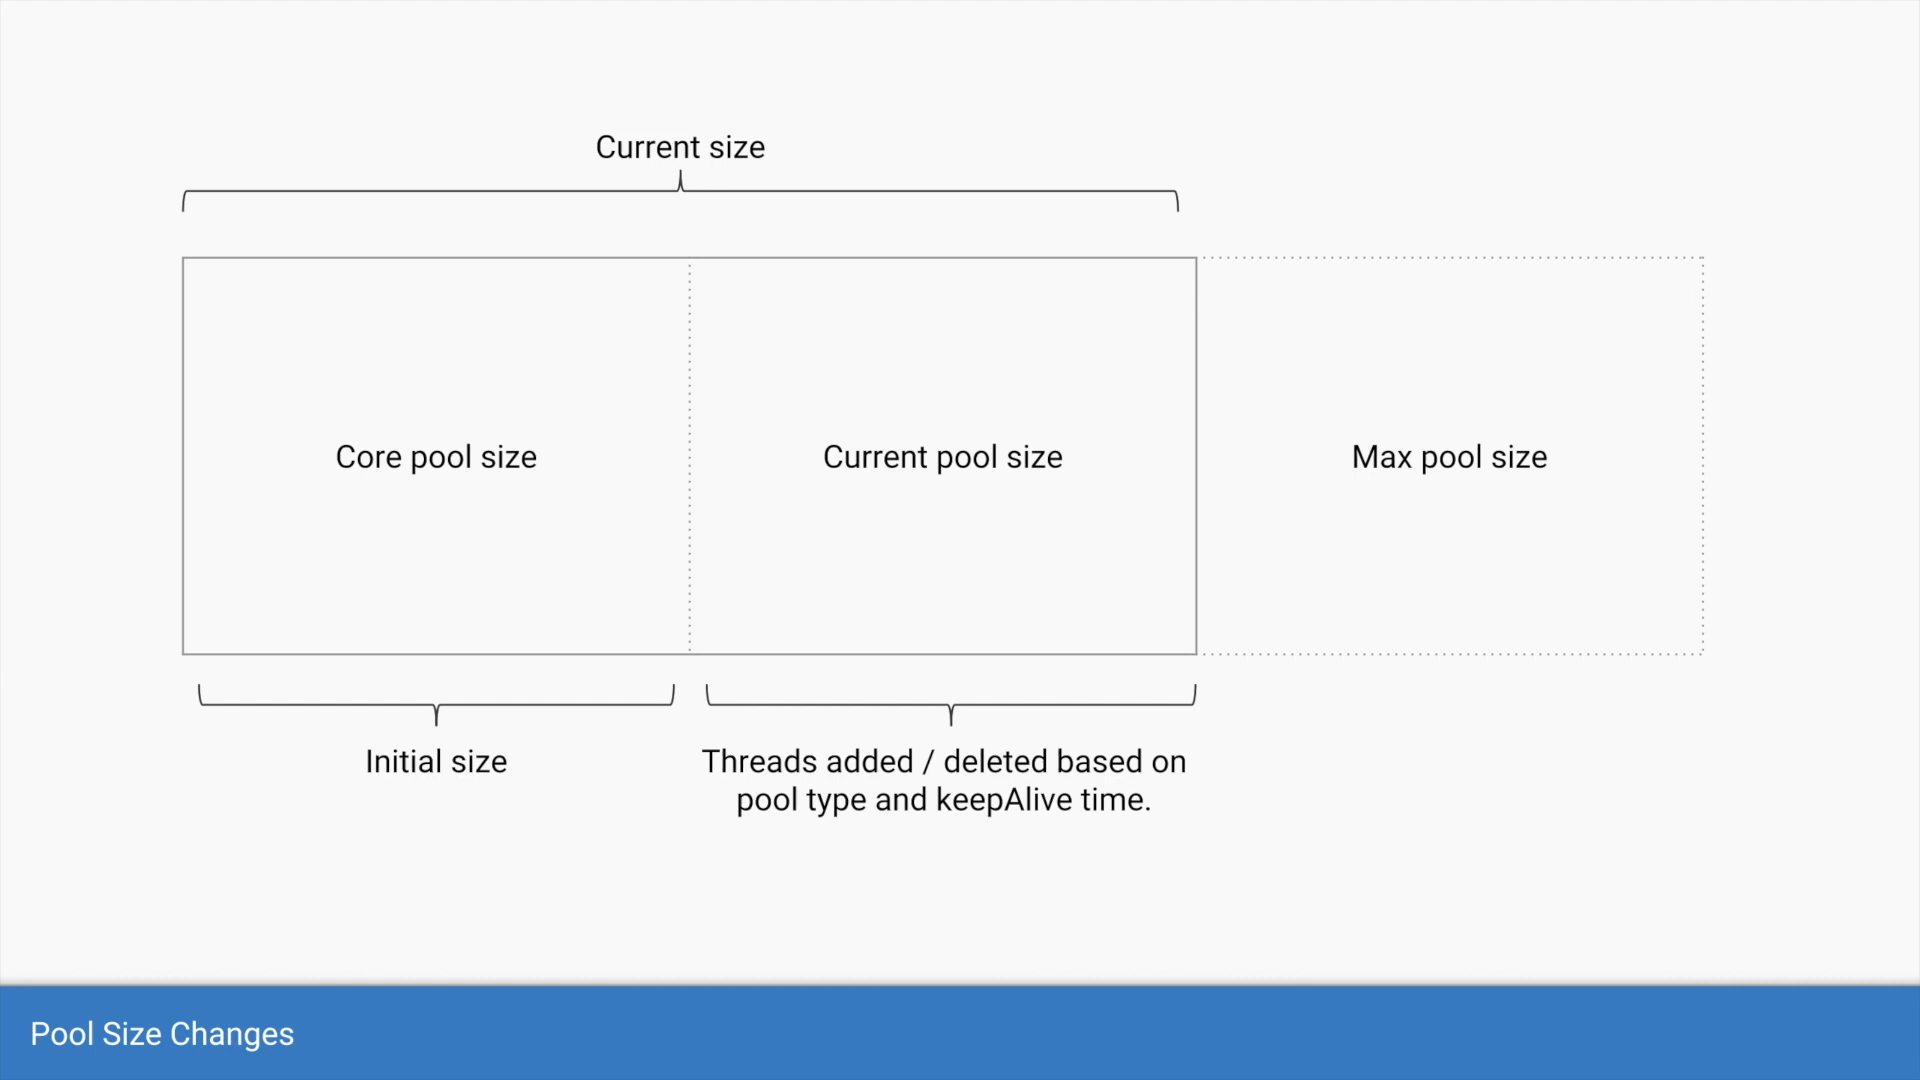 Current size
Core pool size
Current pool size
Max pool size
Initial size
Threads added / deleted based on
pool type and keepAlive time.
Pool Size Changes